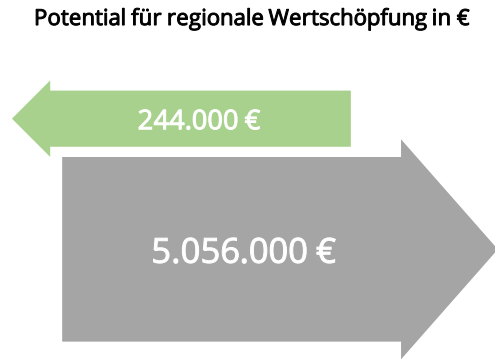 Potential für regionale Wertschöpfung in €
244.000 €
5.056.000 €